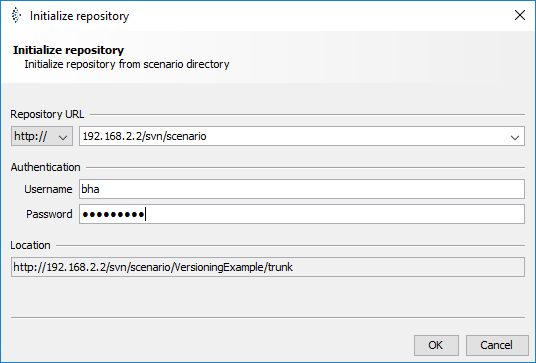 Initialize repository
Initialize repository
Initialize repository from scenario directory
Repository URL
http:// 192.168.2.2/svn/scenario
Authentication
Username bha
Password ●●●●●●●●●
Location
http://192.168.2.2/svn/scenario/VersioningExample/trunk
OK Cancel